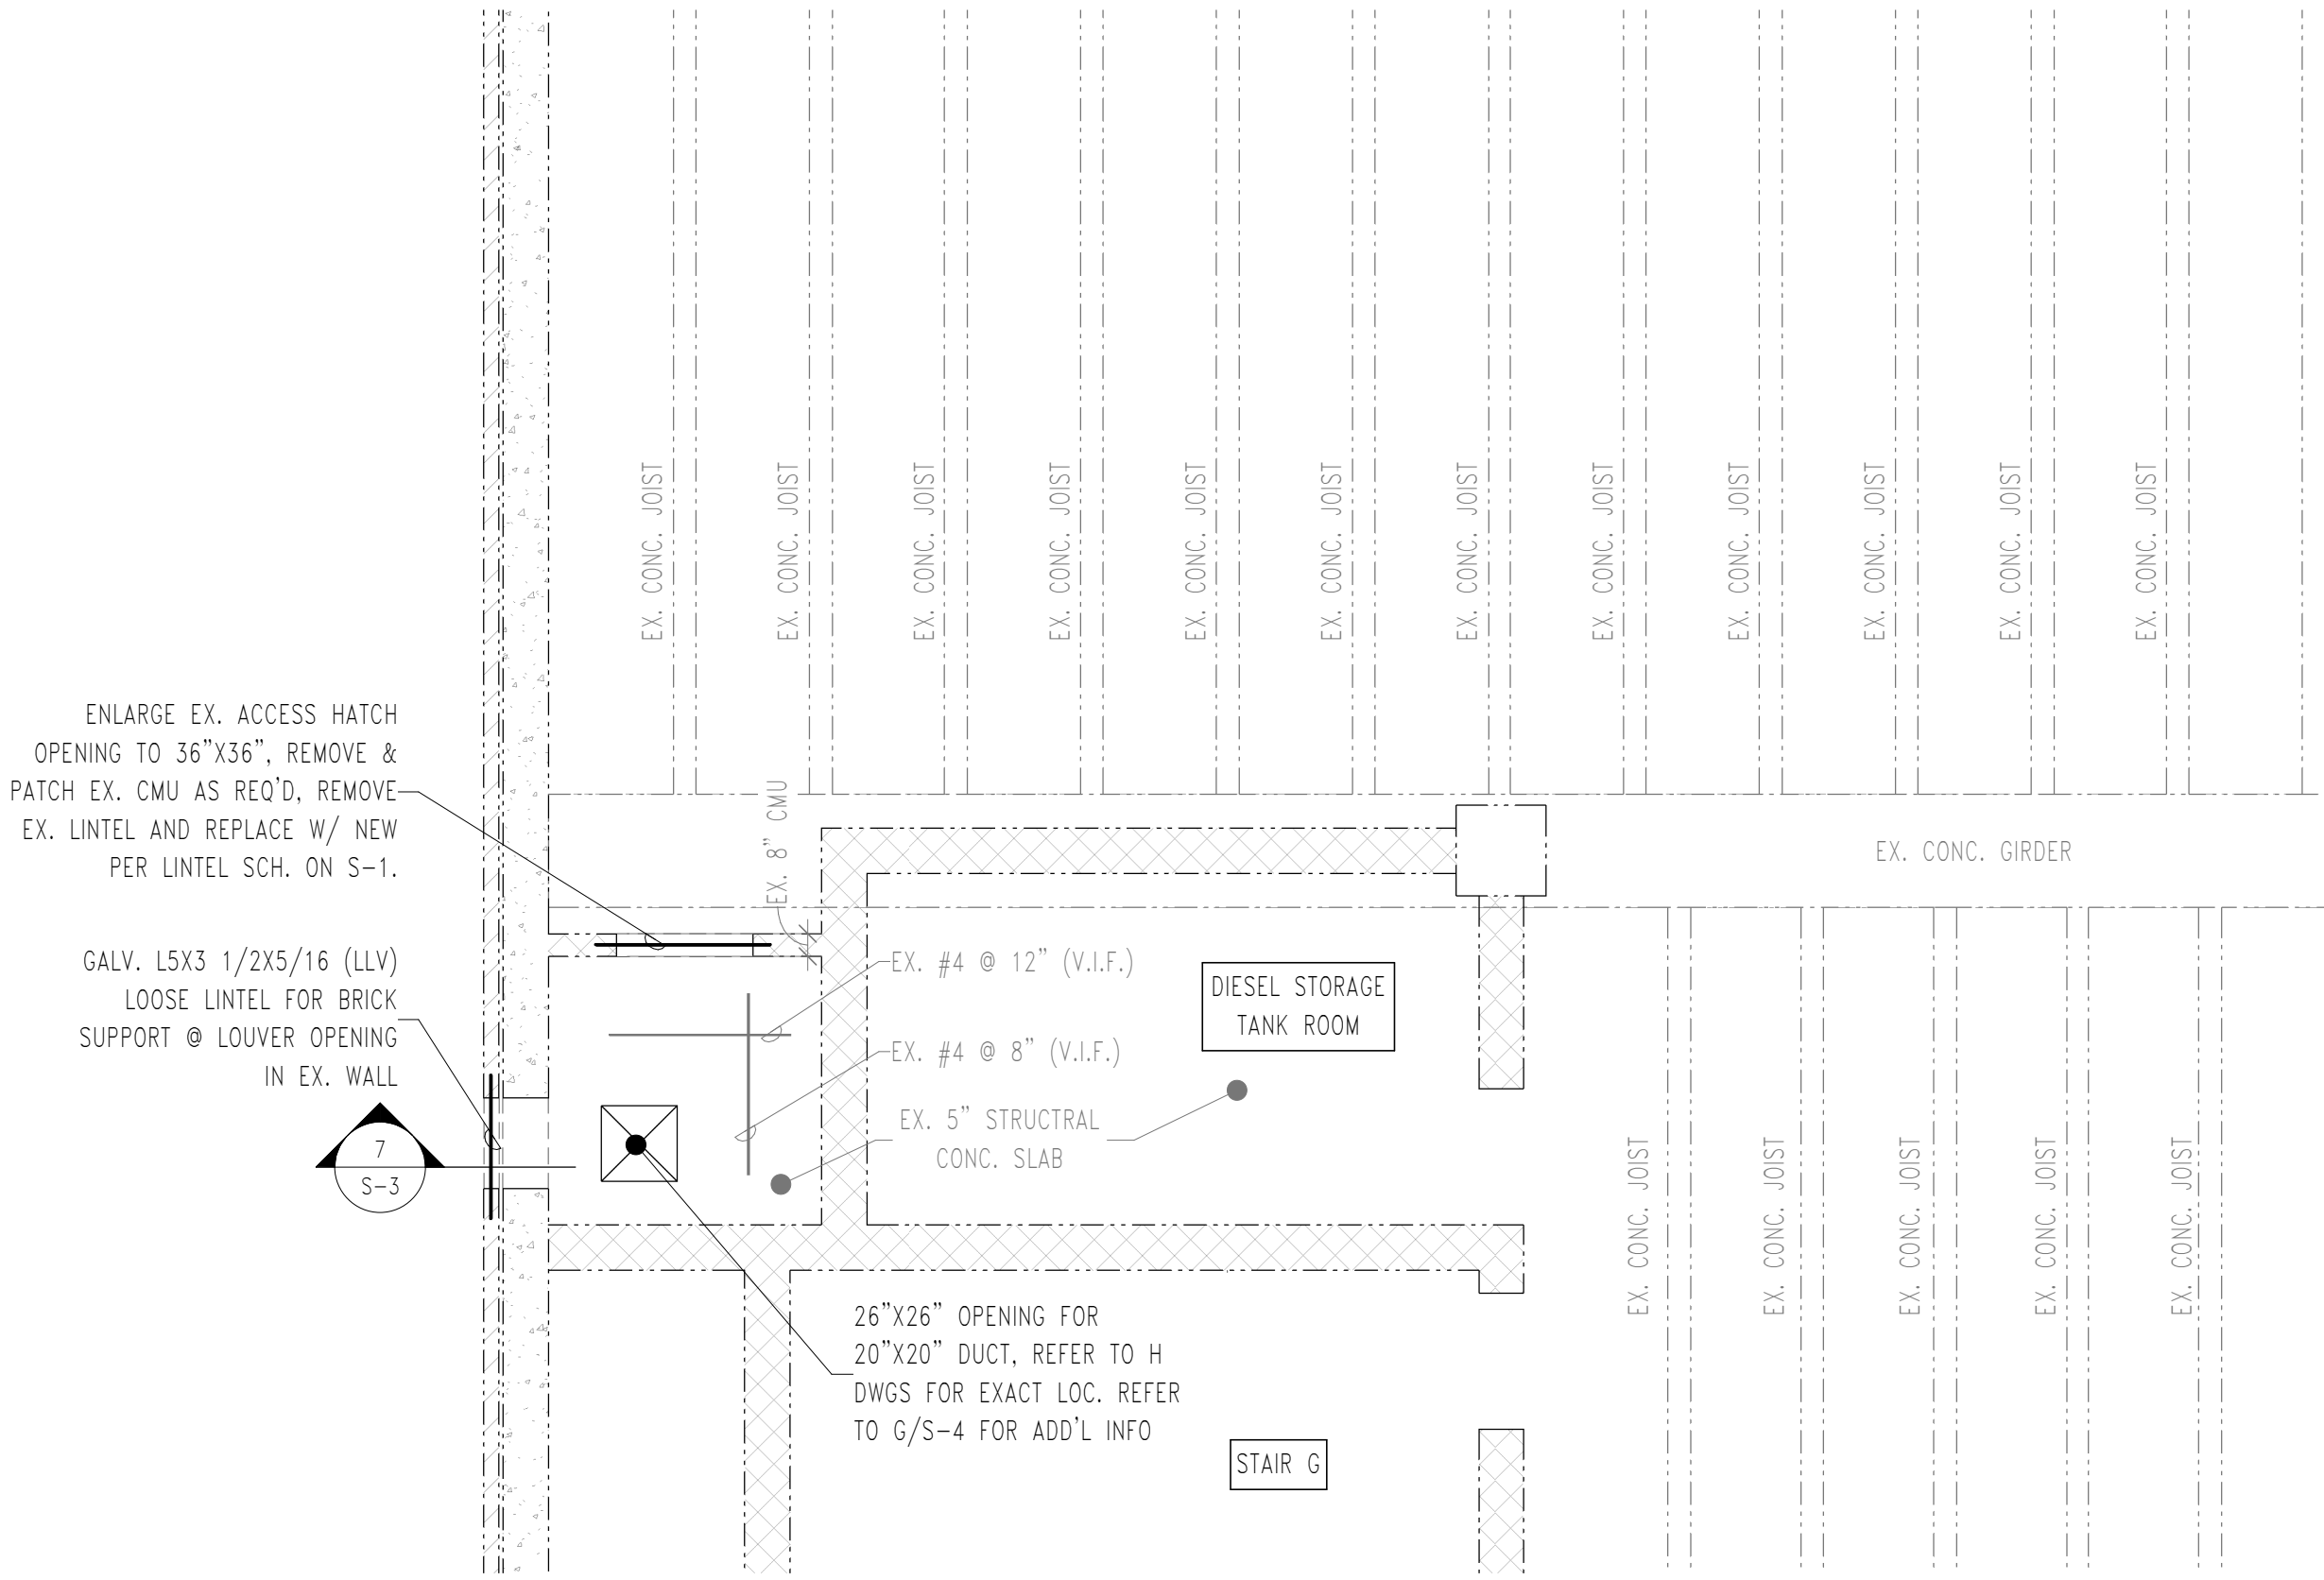 EX. CONC. JOIST
EX. CONC. JOIST
EX. CONC. JOIST
EX. CONC. JOIST
EX. CONC. JOIST
EX. CONC. JOIST
EX. CONC. JOIST
EX. CONC. JOIST
EX. CONC. JOIST
EX. CONC. JOIST
EX. CONC. JOIST
EX. CONC. JOIST
ENLARGE EX. ACCESS HATCH
OPENING TO 36"X36", REMOVE &
PATCH EX. CMU AS REQ'D, REMOVE
EX. LINTEL AND REPLACE W/ NEW
PER LINTEL SCH. ON S-1.
EX. 8" CMU
EX. CONC. GIRDER
GALV. L5X3 1/2X5/16 (LLV)
LOOSE LINTEL FOR BRICK
SUPPORT @ LOUVER OPENING
IN EX. WALL
EX. #4 @ 12" (V.I.F.)
EX. #4 @ 8" (V.I.F.)
EX. 5" STRUCTRAL
CONC. SLAB
DIESEL STORAGE
TANK ROOM
7
S-3
EX. CONC. JOIST
EX. CONC. JOIST
EX. CONC. JOIST
EX. CONC. JOIST
EX. CONC. JOIST
26"X26" OPENING FOR
20"X20" DUCT, REFER TO H
DWGS FOR EXACT LOC. REFER
TO G/S-4 FOR ADD'L INFO
STAIR G